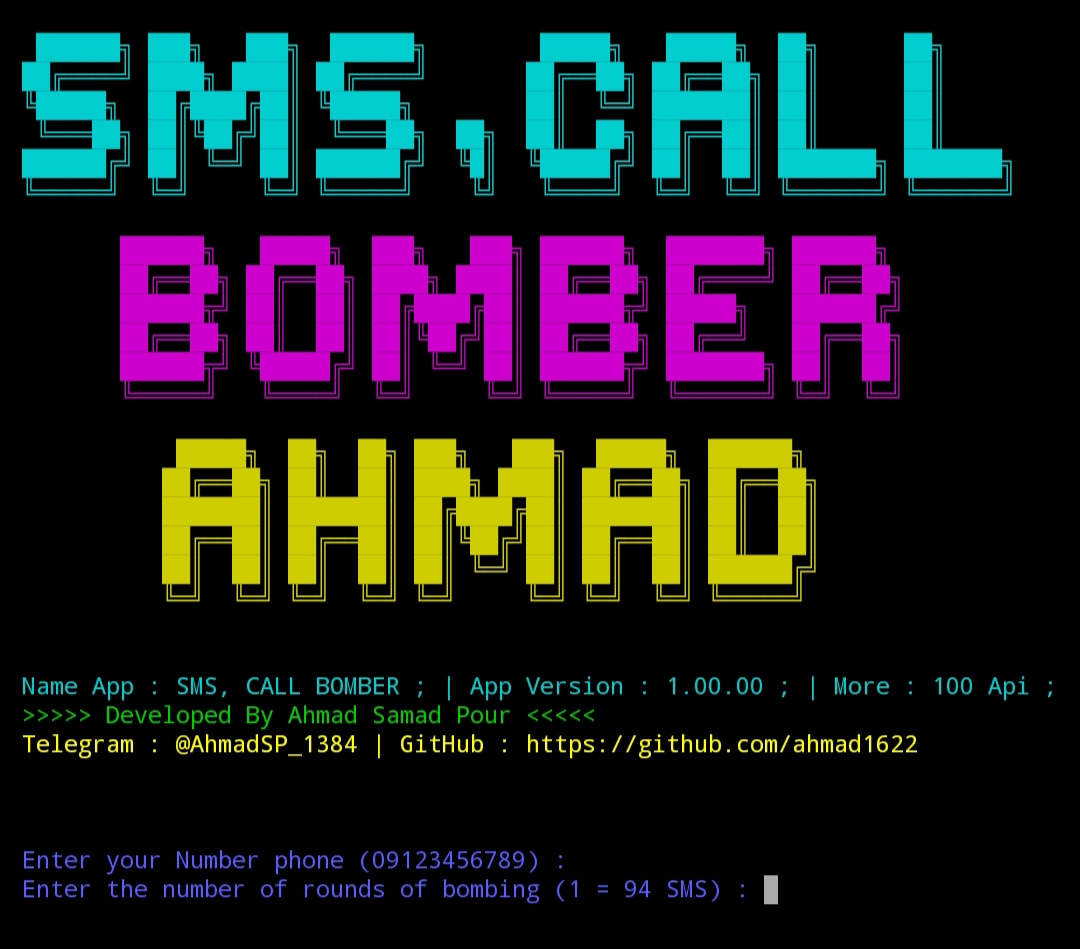 SMS,CALL
BOMBER
AHMAD
Name App : SMS, CALL BOMBER ; | App Version : 1.00.00 ; | More : 100 Api ;
>>>>> Developed By Ahmad Samad Pour <<<<<
Telegram : @AhmadSP_1384 | GitHub : https://github.com/ahmad1622
Enter your Number phone (09123456789) :
Enter the number of rounds of bombing (1 = 94 SMS) :